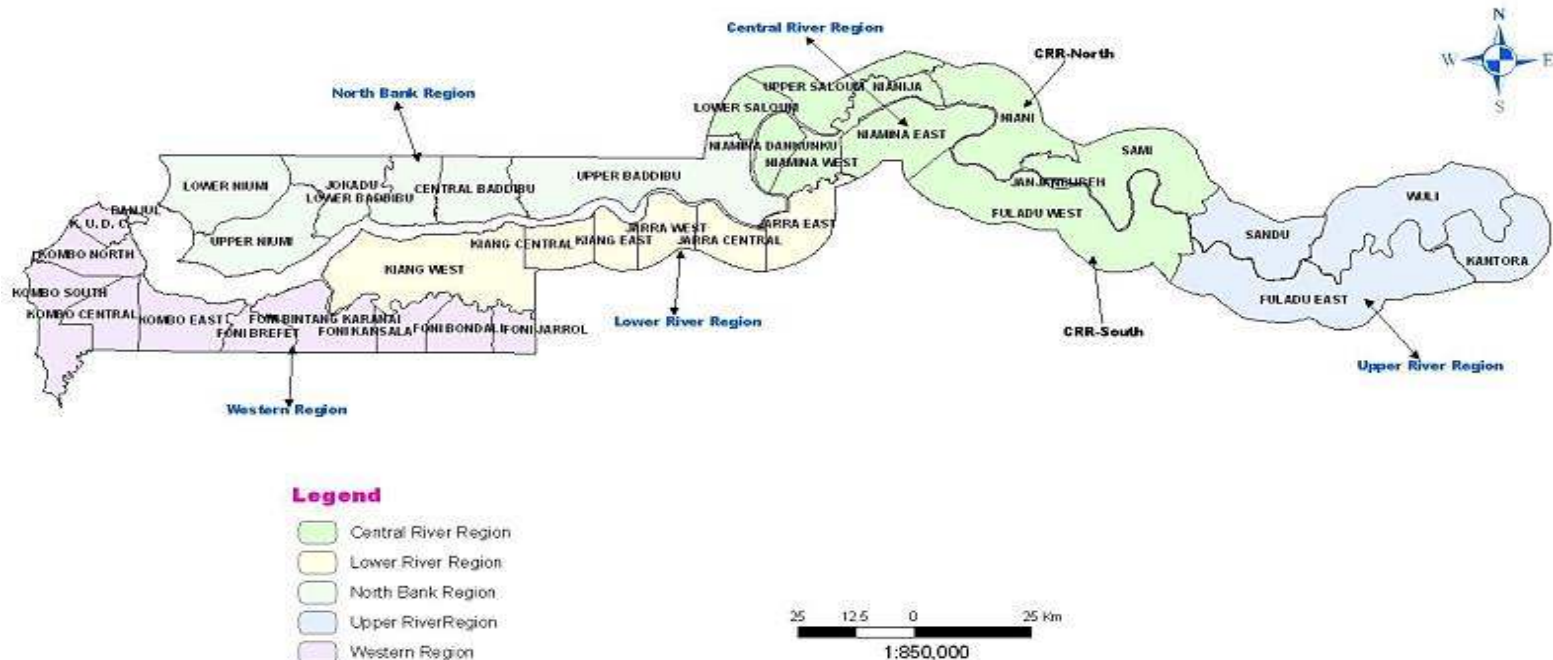 N
W E
S
Central River Region
CRR-North
North Bank Region
UPPER SALOUM
NIANIJA
LOWER SALOUM
NIANI
NIAMINA EAST
NIAMINA DANKUNKU
NIAMINA WEST
SAMI
JANJANBUREH
FULADU WEST
LOWER NIUMI
JOKADU
LOWER BADDIBU
CENTRAL BADDIBU
UPPER BADDIBU
WULI
BANJUL
K. U. D. C
UPPER NIUMI
SANDU
KANTORA
JARRA WEST
JARRA EAST
KIANG CENTRAL
KIANG EAST
JARRA CENTRAL
KOMBO NORTH
KIANG WEST
KOMBO SOUTH
FULADU EAST
KOMBO CENTRAL
KOMBO EAST
FONI BINTANG KARANAI
FONI BREFET
FONI KANSALA
FONI BONDALI
FONI JARROL
Lower River Region
CRR-South
Upper River Region
Western Region
Legend
Central River Region
Lower River Region
North Bank Region
Upper RiverRegion
Western Region
25 12.5 0 25 Km
1:850,000